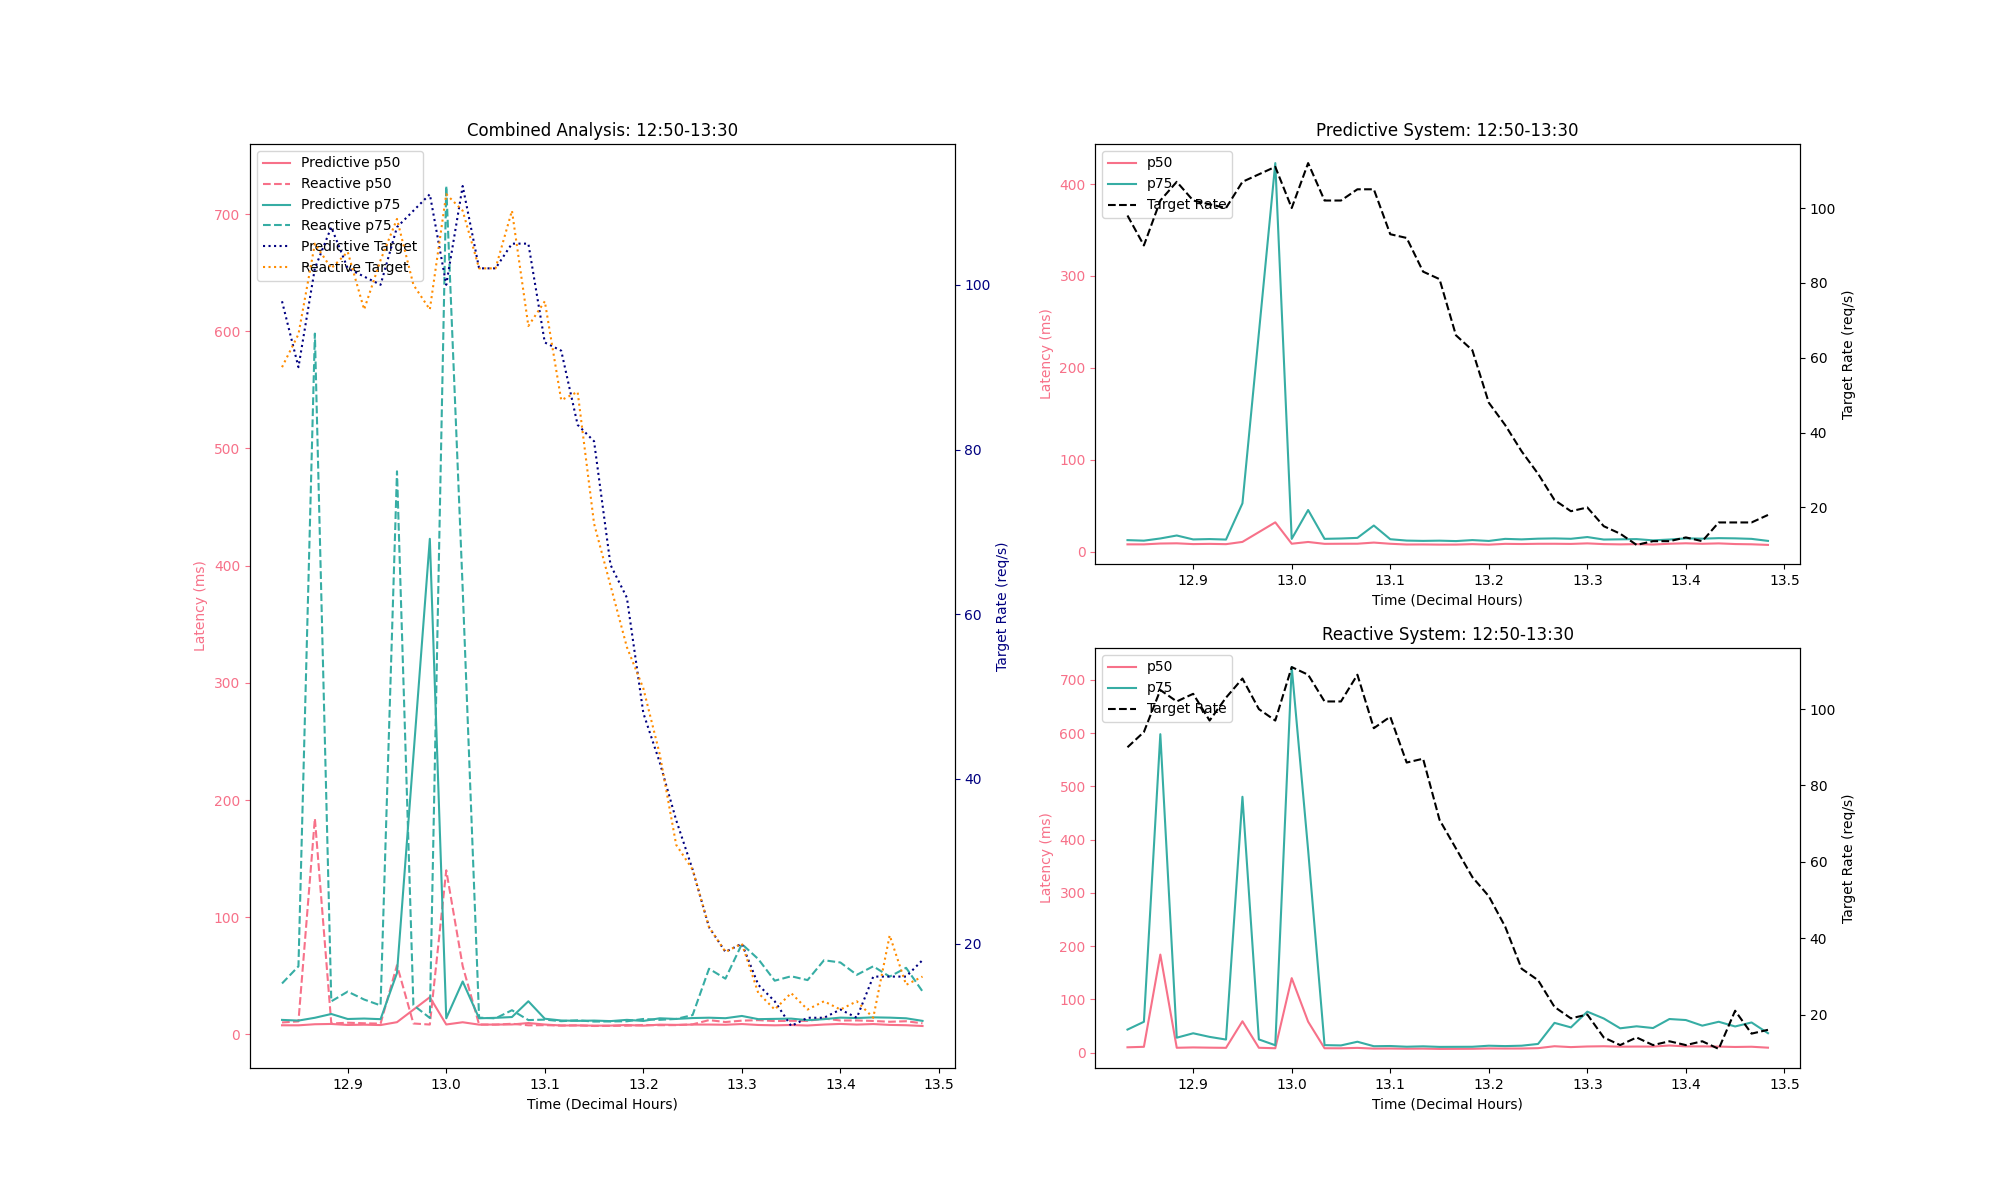 Combined Analysis: 12:50-13:30
Predictive p50
Reactive p50
Predictive p75
Reactive p75
Predictive Target
Reactive Target
700
600
500
400
300
200
100
0
Latency (ms)
100
80
60
40
20
Target Rate (req/s)
12.9 13.0 13.1 13.2 13.3 13.4 13.5
Time (Decimal Hours)
Predictive System: 12:50-13:30
p50
p75
Target Rate
400
300
200
100
0
Latency (ms)
100
80
60
40
20
Target Rate (req/s)
12.9 13.0 13.1 13.2 13.3 13.4 13.5
Time (Decimal Hours)
Reactive System: 12:50-13:30
p50
p75
Target Rate
700
600
500
400
300
200
100
0
Latency (ms)
100
80
60
40
20
Target Rate (req/s)
12.9 13.0 13.1 13.2 13.3 13.4 13.5
Time (Decimal Hours)